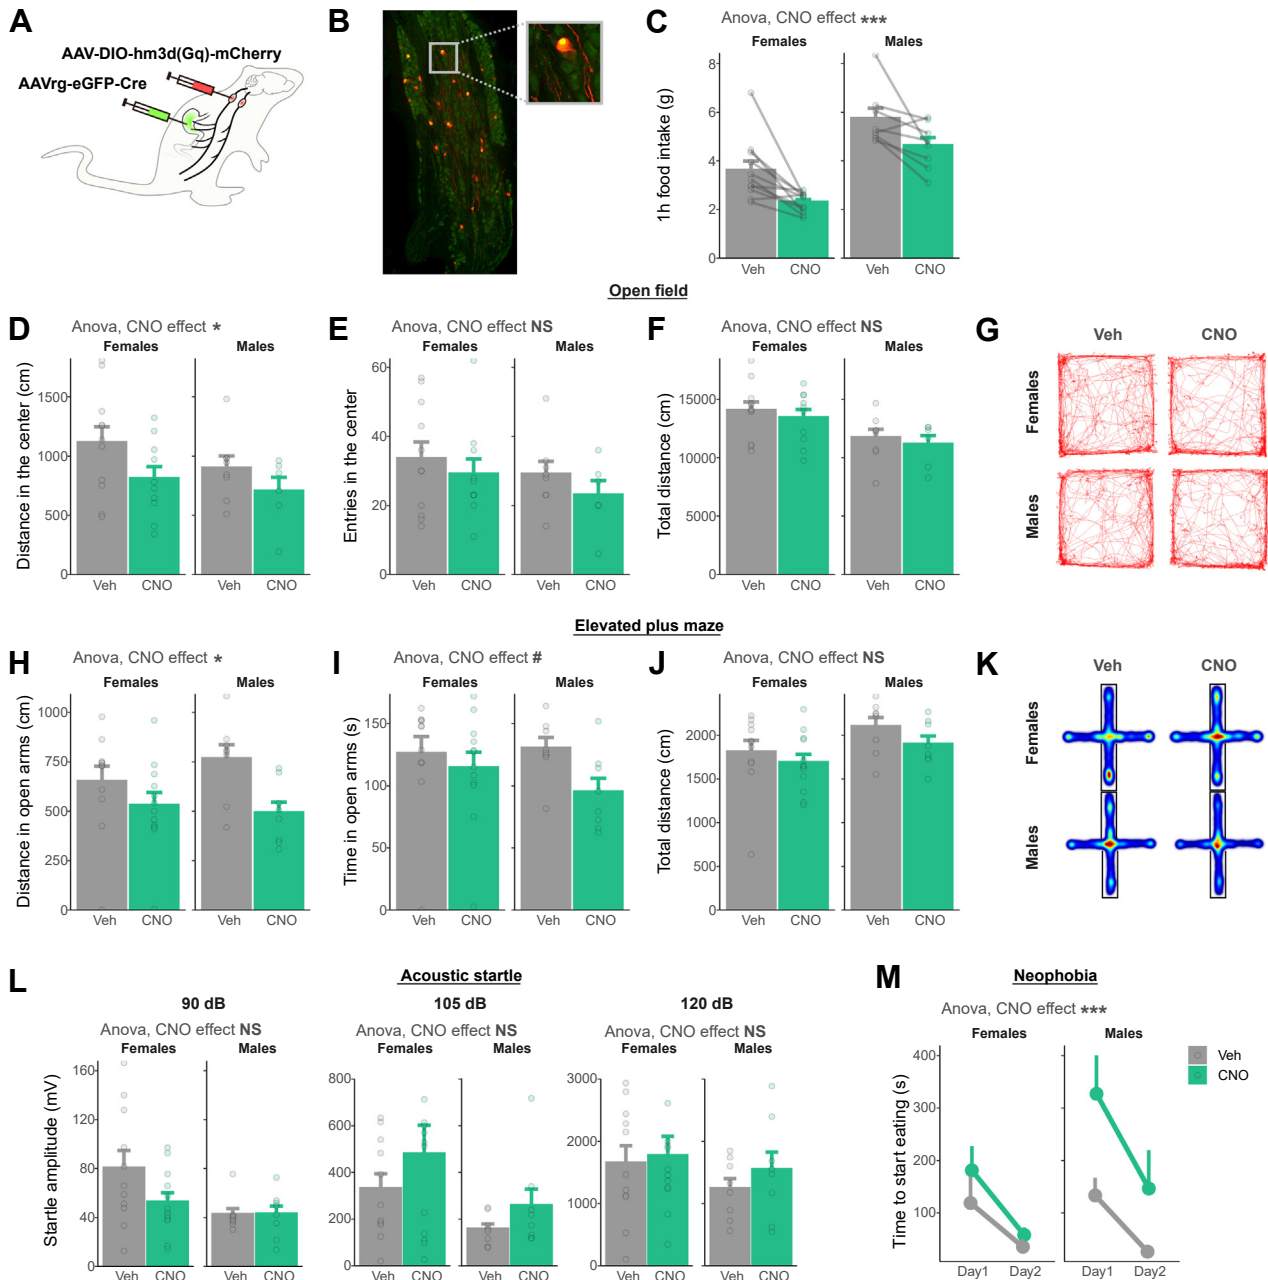 A
AAV-DIO-hm3d(Gq)-mCherry
AAVrg-eGFP-Cre
B
C
Anova, CNO effect ***
Females Males
1h food intake (g)
8
6
4
2
0
Veh CNO Veh CNO
Open field
D
Anova, CNO effect *
Females Males
Distance in the center (cm)
1500
1000
500
0
Veh CNO Veh CNO
E
Anova, CNO effect NS
Females Males
Entries in the center
60
40
20
0
Veh CNO Veh CNO
F
Anova, CNO effect NS
Females Males
Total distance (cm)
15000
10000
5000
0
Veh CNO Veh CNO
G
Veh CNO
Females
Males
Elevated plus maze
H
Anova, CNO effect *
Females Males
Distance in open arms (cm)
1000
750
500
250
0
Veh CNO Veh CNO
I
Anova, CNO effect #
Females Males
Time in open arms (s)
150
100
50
0
Veh CNO Veh CNO
J
Anova, CNO effect NS
Females Males
Total distance (cm)
2000
1500
1000
500
0
Veh CNO Veh CNO
K
Veh CNO
Females
Males
L
Acoustic startle
90 dB
Anova, CNO effect NS
Females Males
Startle amplitude (mV)
160
120
80
40
0
Veh CNO Veh CNO
105 dB
Anova, CNO effect NS
Females Males
800
600
400
200
0
Veh CNO Veh CNO
120 dB
Anova, CNO effect NS
Females Males
3000
2000
1000
0
Veh CNO Veh CNO
M
Neophobia
Anova, CNO effect ***
Females Males
Time to start eating (s)
400
300
200
100
Day1 Day2 Day1 Day2
Veh
CNO